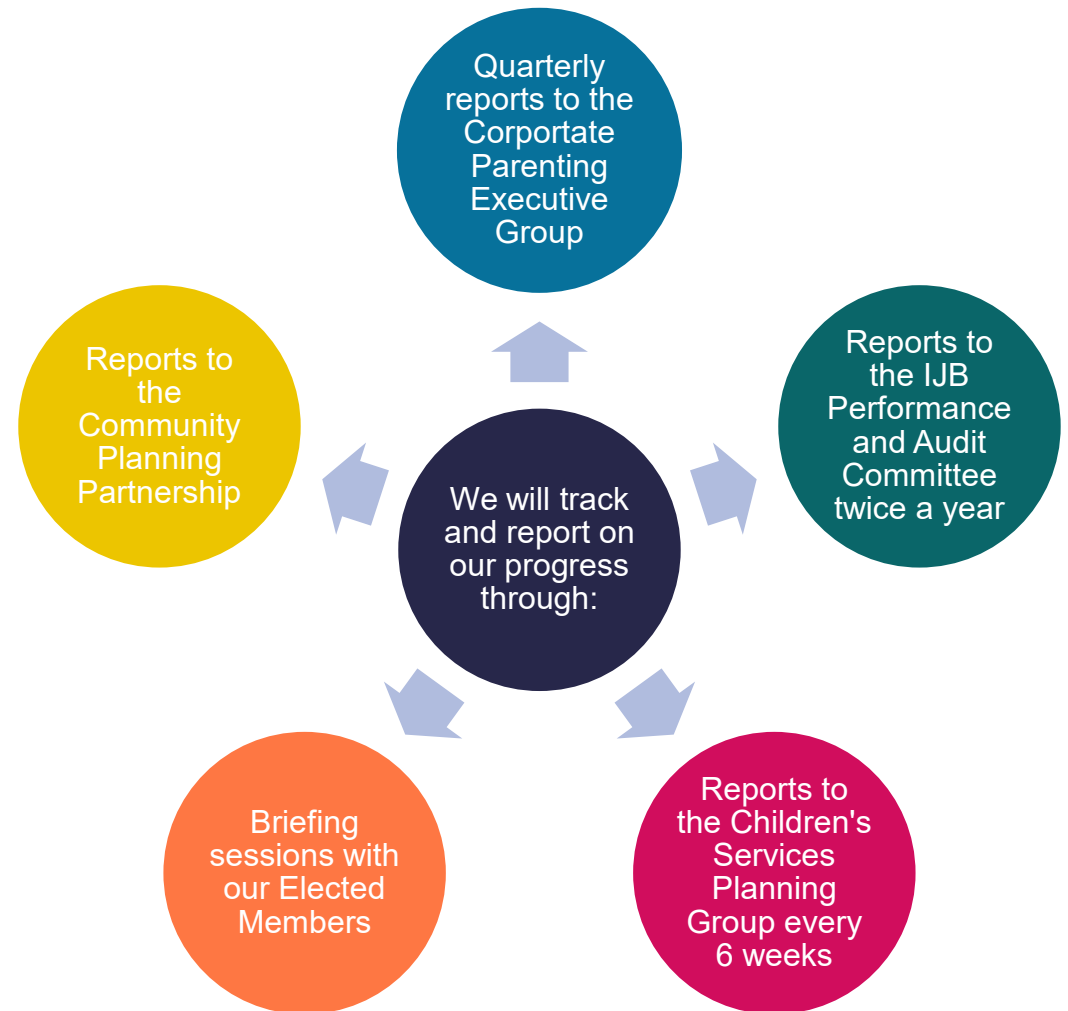 Quarterly
reports to the
Corportate
Parenting
Executive
Group
Reports to
the IJB
Performance
and Audit
Committee
twice a year
Reports to
the Children's
Services
Planning
Group every
6 weeks
Briefing
sessions with
our Elected
Members
Reports to
the
Community
Planning
Partnership
We will track
and report on
our progress
through: